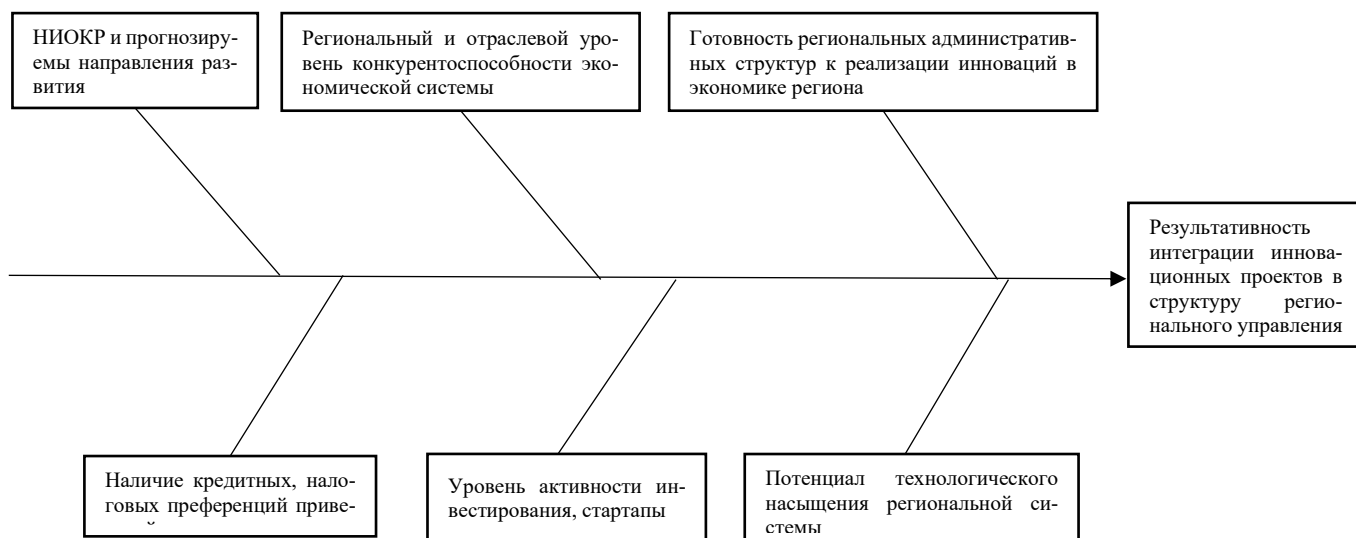 НИОКР и прогнозиру-
емы направления раз-
вития
Региональный и отраслевой уро-
вень конкурентоспособности эко-
номической системы
Готовность региональных административ-
ных структур к реализации инноваций в
экономике региона
Результативность
интеграции иннова-
ционных проектов в
структуру регио-
нального управления
Наличие кредитных, нало-
говых преференций приве-
Уровень активности ин-
вестирования, стартапы
Потенциал технологического
насыщения региональной си-
стемы